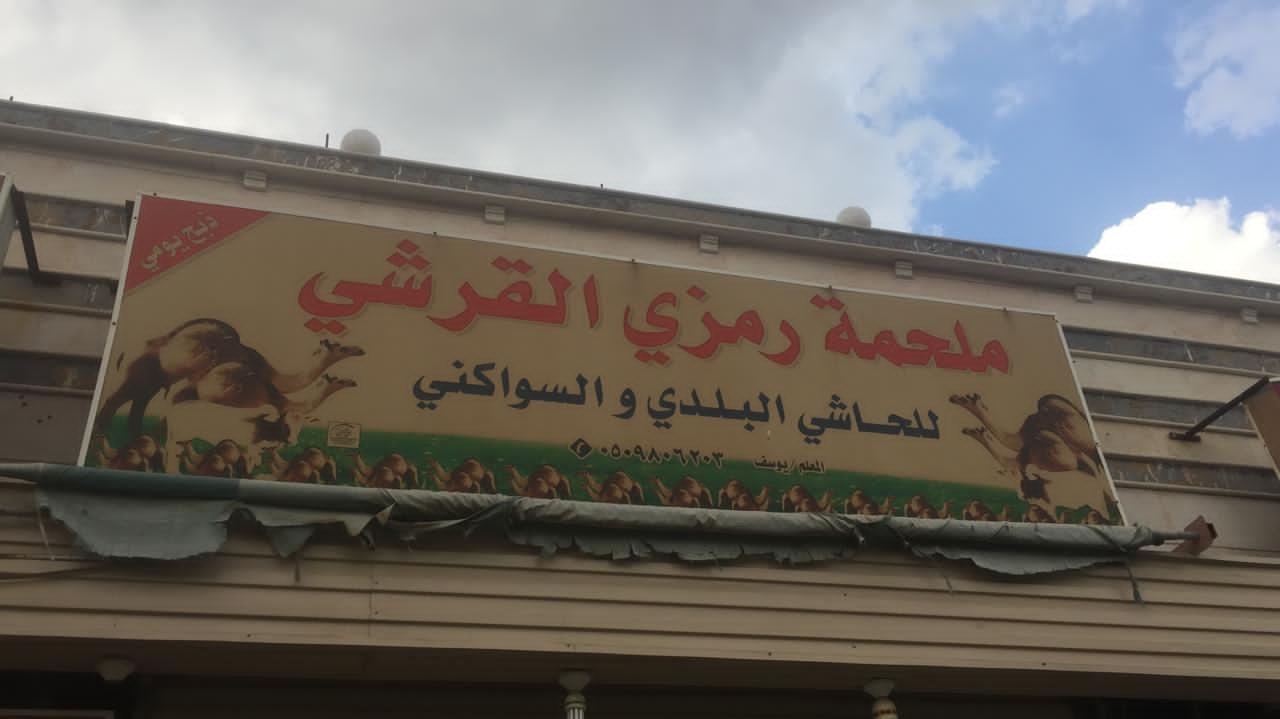 ذبح يومي
ملحمة رمزي القرشي
للحاشي البلدي و السواكني
المعلم / يوسف
٠٥٠٩٨٠٦٢٠٣